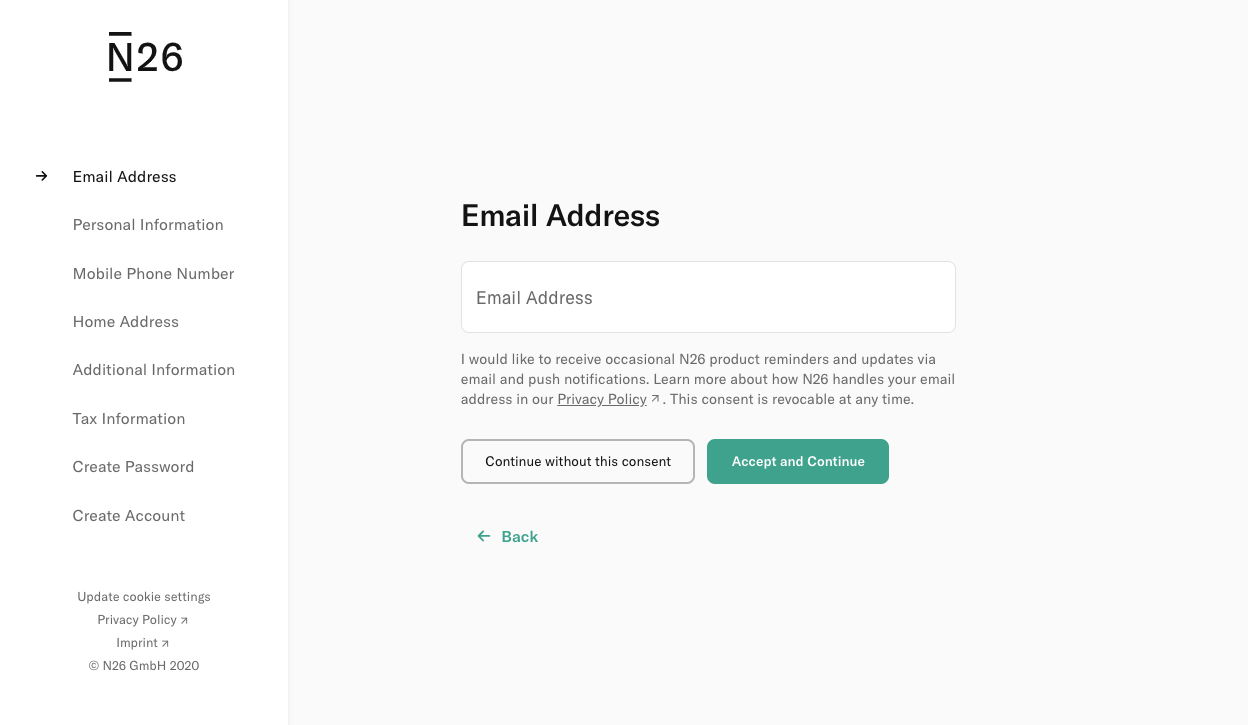 N26
Email Address
Personal Information
Mobile Phone Number
Home Address
Additional Information
Tax Information
Create Password
Create Account
Update cookie settings
Privacy Policy
Imprint
© N26 GmbH 2020
Email Address
Email Address
I would like to receive occasional N26 product reminders and updates via
email and push notifications. Learn more about how N26 handles your email
address in our Privacy Policy . This consent is revocable at any time.
Continue without this consent
Accept and Continue
Back